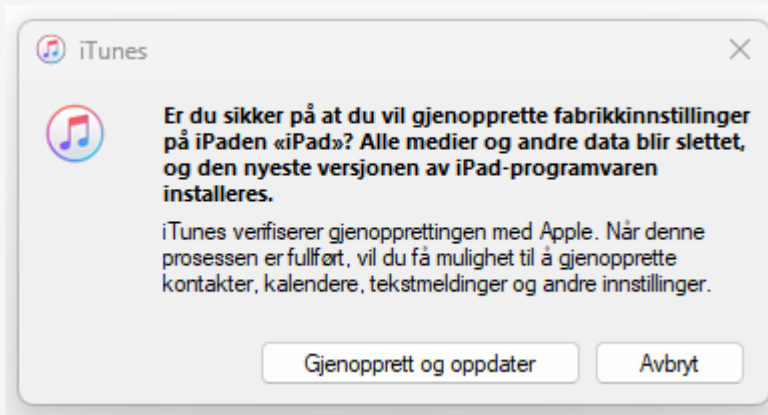 iTunes
Er du sikker på at du vil gjenopprette fabrikkinnstillinger
på iPaden «iPad»? Alle medier og andre data blir slettet,
og den nyeste versjonen av iPad-programvaren
installeres.
iTunes verifiserer gjenopprettingen med Apple. Når denne
prosessen er fullført, vil du få mulighet til å gjenopprette
kontakter, kalendere, tekstmeldinger og andre innstillinger.
Gjenopprett og oppdater
Avbryt